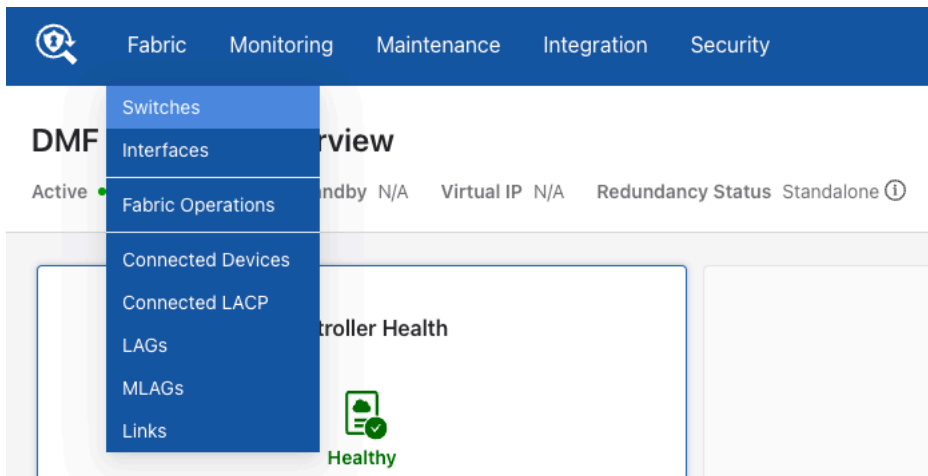 Fabric Monitoring Maintenance Integration Security
Switches
DMF rview
Interfaces
Active ndby N/A Virtual IP N/A Redundancy Status Standalone
Fabric Operations
Connected Devices
Connected LACP
troller Health
LAGs
MLAGs
Links
Healthy